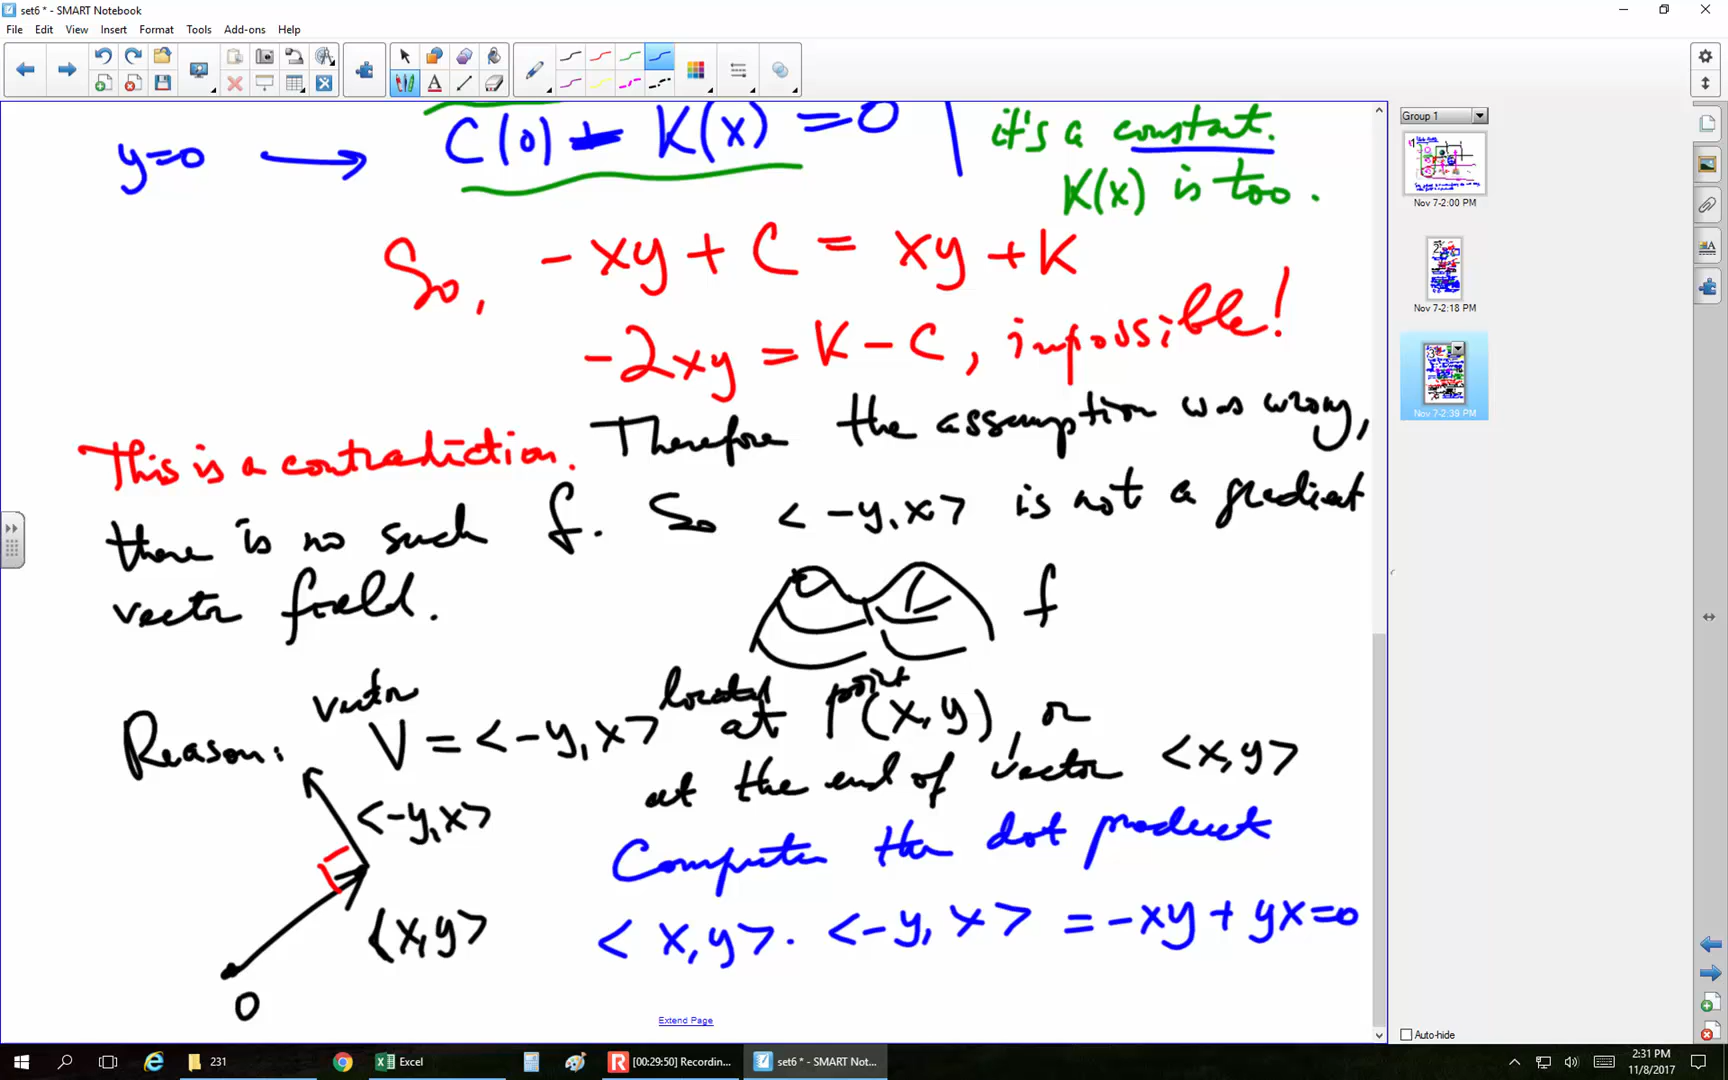 set6 * - SMART Notebook
File Edit View Insert Format Tools Add-ons Help
y=0 → C(0) - K(x) = 0
it's a constant.
K(x) is too.
So, -xy + C = xy + K
-2xy = K - C, impossible!
This is a contradiction. Therefore the assumption was wrong,
there is no such f. So < -y, x > is not a gradient
vector field.
f
Reason: vector V = < -y, x > located at point P(x, y), or
at the end of vector <x, y>
<-y, x>
<x, y>
O
Compute the dot product
< x, y > · < -y, x > = -xy + yx = 0
Extend Page
Group 1
Nov 7-2:00 PM
Nov 7-2:18 PM
Nov 7-2:39 PM
Auto-hide
231
Excel
[00:29:50] Recordin...
set6 * - SMART Not...
2:31 PM
11/8/2017